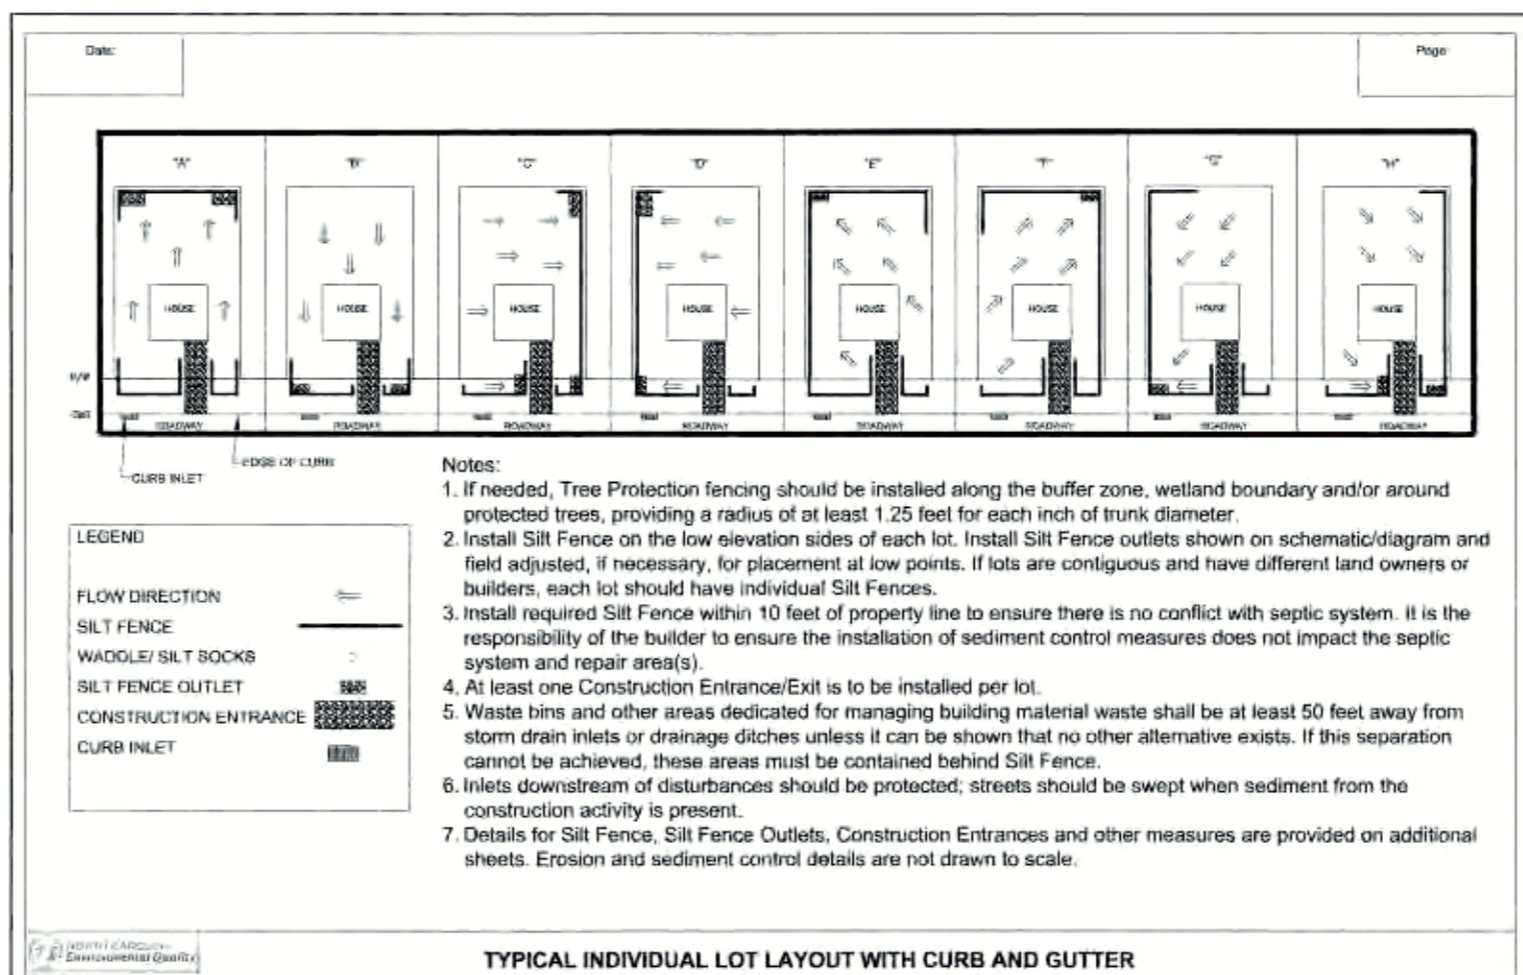 Date:
Page
"A" "B" "C" "D" "E" "F" "G" "H"
HOUSE HOUSE HOUSE HOUSE HOUSE HOUSE HOUSE HOUSE
R/W
ROADWAY ROADWAY ROADWAY ROADWAY ROADWAY ROADWAY ROADWAY ROADWAY
EDGE OF CURB
CURB INLET
LEGEND
FLOW DIRECTION
SILT FENCE
WADDLE/ SILT SOCKS
SILT FENCE OUTLET
CONSTRUCTION ENTRANCE
CURB INLET
Notes:
1. If needed, Tree Protection fencing should be installed along the buffer zone, wetland boundary and/or around
protected trees, providing a radius of at least 1.25 feet for each inch of trunk diameter.
2. Install Silt Fence on the low elevation sides of each lot. Install Silt Fence outlets shown on schematic/diagram and
field adjusted, if necessary, for placement at low points. If lots are contiguous and have different land owners or
builders, each lot should have individual Silt Fences.
3. Install required Silt Fence within 10 feet of property line to ensure there is no conflict with septic system. It is the
responsibility of the builder to ensure the installation of sediment control measures does not impact the septic
system and repair area(s).
4. At least one Construction Entrance/Exit is to be installed per lot.
5. Waste bins and other areas dedicated for managing building material waste shall be at least 50 feet away from
storm drain inlets or drainage ditches unless it can be shown that no other alternative exists. If this separation
cannot be achieved, these areas must be contained behind Silt Fence.
6. Inlets downstream of disturbances should be protected; streets should be swept when sediment from the
construction activity is present.
7. Details for Silt Fence, Silt Fence Outlets, Construction Entrances and other measures are provided on additional
sheets. Erosion and sediment control details are not drawn to scale.
NORTH CAROLINA
Environmental Quality
TYPICAL INDIVIDUAL LOT LAYOUT WITH CURB AND GUTTER